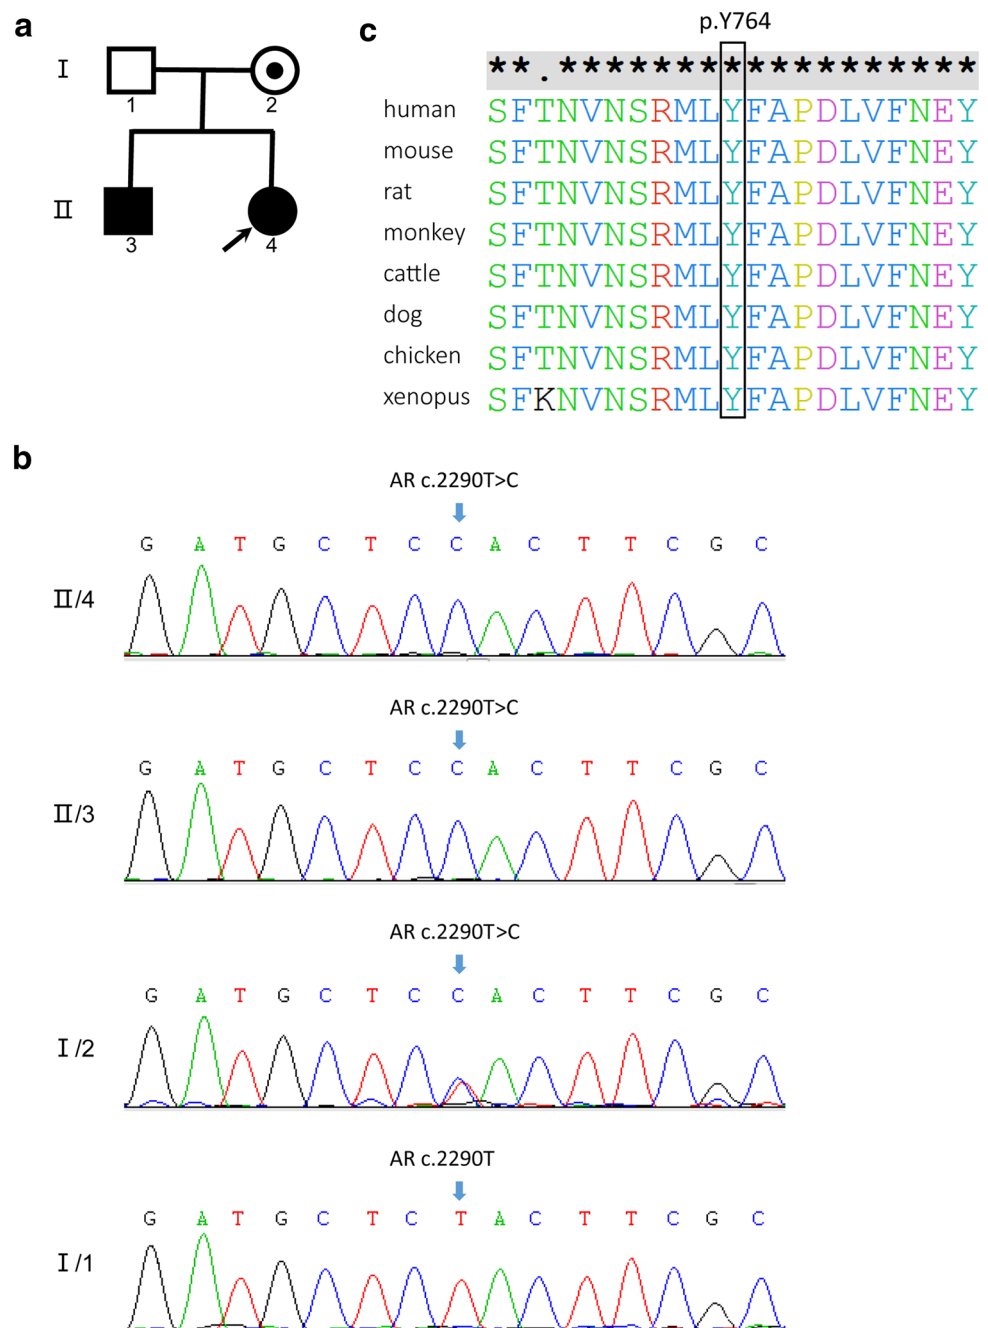 a
I
1
2
II
3
4
c
p.Y764
**.******************
human SFTNVNSRMLYFAPDLVFNEY
mouse SFTNVNSRMLYFAPDLVFNEY
rat SFTNVNSRMLYFAPDLVFNEY
monkey SFTNVNSRMLYFAPDLVFNEY
cattle SFTNVNSRMLYFAPDLVFNEY
dog SFTNVNSRMLYFAPDLVFNEY
chicken SFTNVNSRMLYFAPDLVFNEY
xenopus SFKNVNSRMLYFAPDLVFNEY
b
AR c.2290T>C
G A T G C T C C A C T T C G C
II/4
AR c.2290T>C
G A T G C T C C A C T T C G C
II/3
AR c.2290T>C
G A T G C T C C A C T T C G C
I/2
AR c.2290T
G A T G C T C T A C T T C G C
I/1